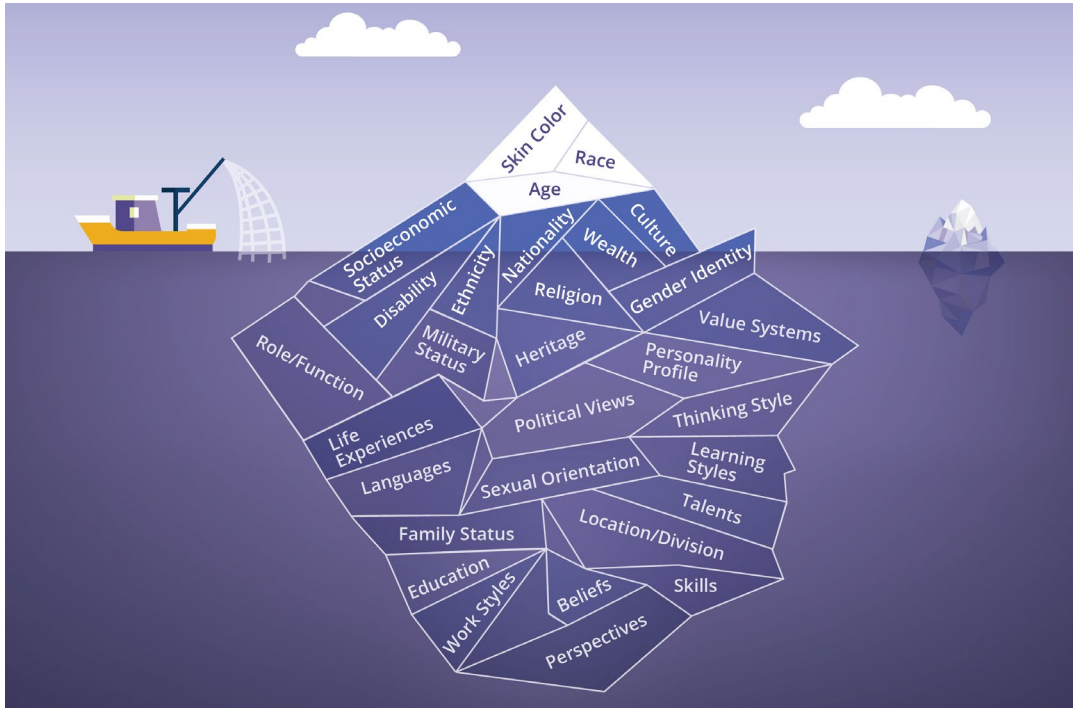 Skin Color
Race
Age
Socioeconomic
Status
Disability
Ethnicity
Nationality
Wealth
Culture
Religion
Gender Identity
Value Systems
Role/Function
Military
Status
Heritage
Personality
Profile
Life
Experiences
Political Views
Thinking Style
Languages
Sexual Orientation
Learning
Styles
Talents
Family Status
Location/Division
Education
Work Styles
Beliefs
Skills
Perspectives